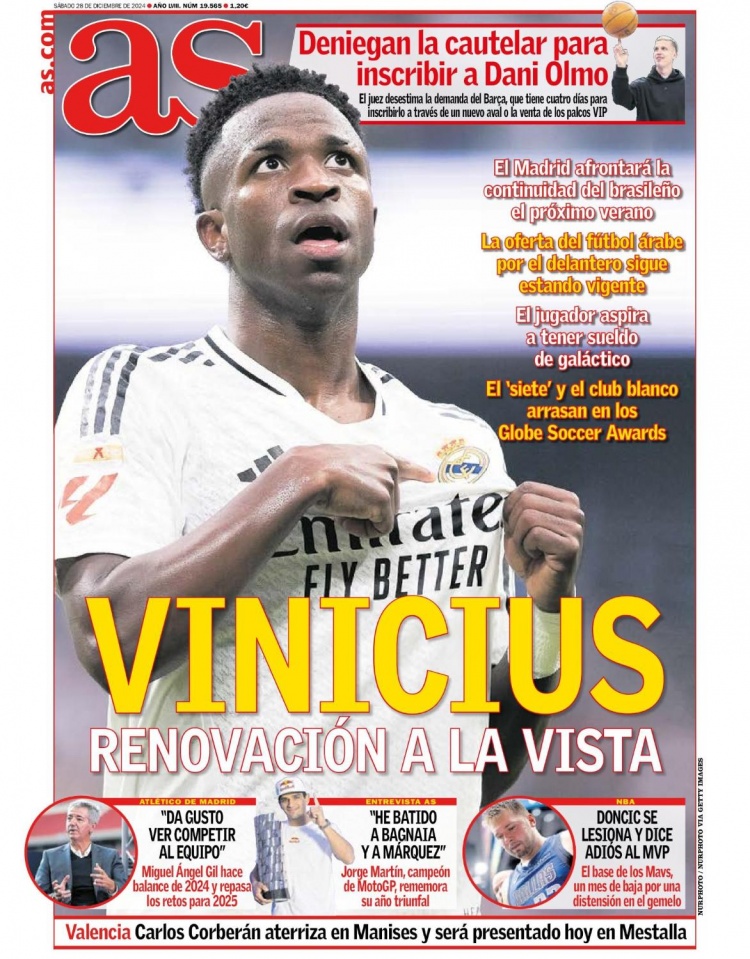 SÁBADO 28 DE DICIEMBRE DE 2024 ● AÑO LVIII. NÚM 19.565 ● 1,20€
as.com
as
Deniegan la cautelar para
inscribir a Dani Olmo
El juez desestima la demanda del Barça, que tiene cuatro días para
inscribirlo a través de un nuevo aval o la venta de los palcos VIP
El Madrid afrontará la
continuidad del brasileño
el próximo verano
La oferta del fútbol árabe
por el delantero sigue
estando vigente
El jugador aspira
a tener sueldo
de galáctico
El ‘siete’ y el club blanco
arrasan en los
Globe Soccer Awards
Emirates
FLY BETTER
VINICIUS
RENOVACIÓN A LA VISTA
ATLÉTICO DE MADRID
“DA GUSTO
VER COMPETIR
AL EQUIPO”
Miguel Ángel Gil hace
balance de 2024 y repasa
los retos para 2025
ENTREVISTA AS
“HE BATIDO
A BAGNAIA
Y A MÁRQUEZ”
Jorge Martín, campeón
de MotoGP, rememora
su año triunfal
NBA
DONCIC SE
LESIONA Y DICE
ADIÓS AL MVP
El base de los Mavs,
un mes de baja por una
distensión en el gemelo
NURPHOTO / NURPHOTO VIA GETTY IMAGES
Valencia Carlos Corberán aterriza en Manises y será presentado hoy en Mestalla